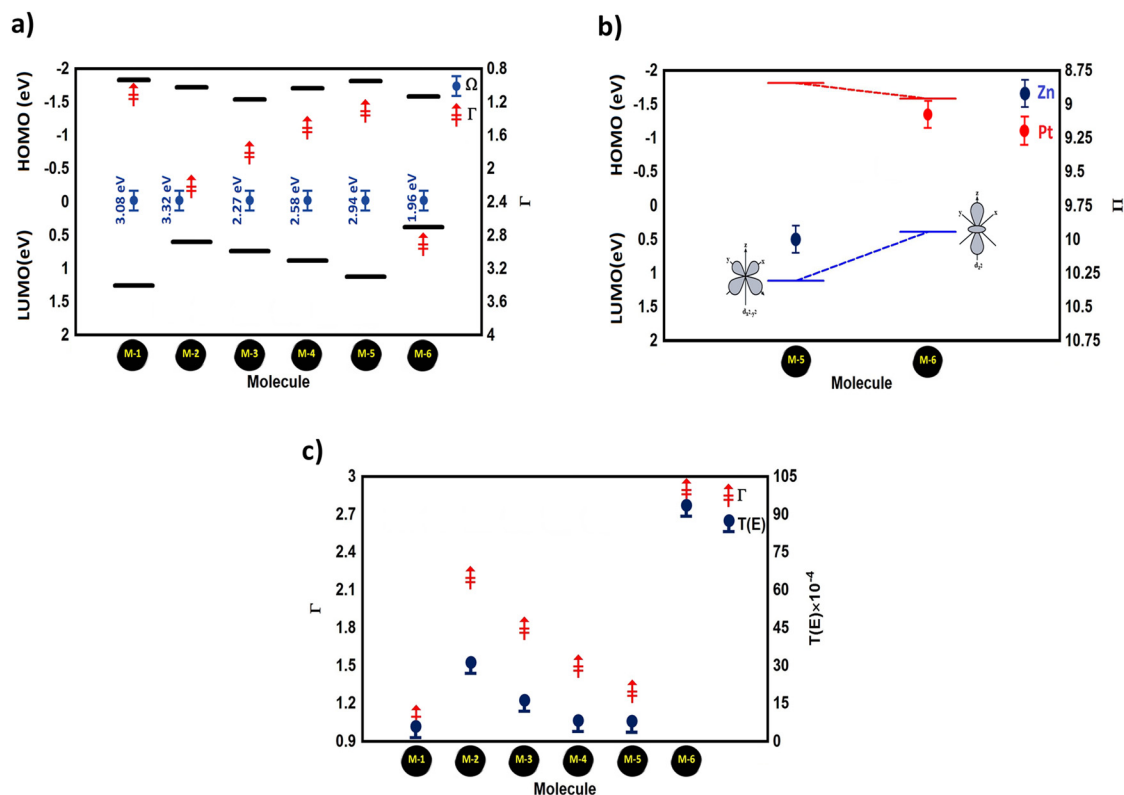 a)
HOMO (eV)
LUMO(eV)
-2
-1.5
-1
-0.5
0
0.5
1
1.5
2
0.8
1.2
1.6
2
2.4
2.8
3.2
3.6
4
Γ
Ω
Γ
3.08 eV
3.32 eV
2.27 eV
2.58 eV
2.94 eV
1.96 eV
M-1 M-2 M-3 M-4 M-5 M-6
Molecule
b)
HOMO (eV)
LUMO(eV)
-2
-1.5
-1
-0.5
0
0.5
1
1.5
2
8.75
9
9.25
9.5
9.75
10
10.25
10.5
10.75
Π
Zn
Pt
z
y x
z
y x
M-5 M-6
Molecule
c)
Γ
3
2.7
2.4
2.1
1.8
1.5
1.2
0.9
105
90
75
60
45
30
15
0
T(E)×10⁻⁴
Γ
T(E)
M-1 M-2 M-3 M-4 M-5 M-6
Molecule